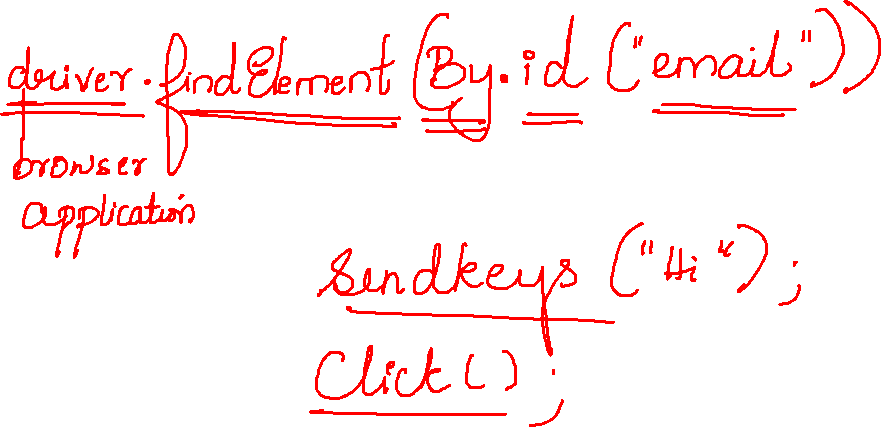 driver.findElement(By.id("email"))
browser
application
Sendkeys ("Hi");
Click();